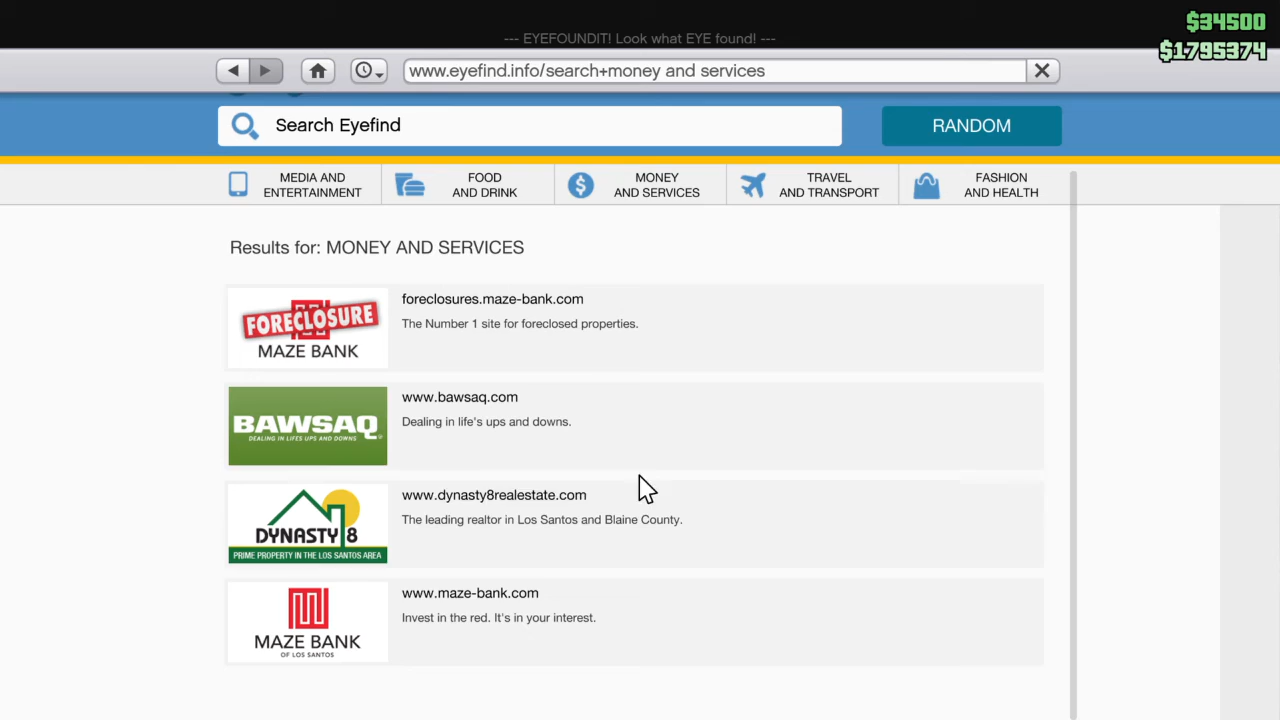 $34500
--- EYEFOUNDIT! Look what EYE found! ---
$1795374
www.eyefind.info/search+money and services
Search Eyefind
RANDOM
MEDIA AND
ENTERTAINMENT
FOOD
AND DRINK
MONEY
AND SERVICES
TRAVEL
AND TRANSPORT
FASHION
AND HEALTH
Results for: MONEY AND SERVICES
FORECLOSURE
MAZE BANK
foreclosures.maze-bank.com
The Number 1 site for foreclosed properties.
BAWSAQ
DEALING IN LIFES UPS AND DOWNS
www.bawsaq.com
Dealing in life's ups and downs.
DYNASTY 8
PRIME PROPERTY IN THE LOS SANTOS AREA
www.dynasty8realestate.com
The leading realtor in Los Santos and Blaine County.
MAZE BANK
OF LOS SANTOS
www.maze-bank.com
Invest in the red. It's in your interest.